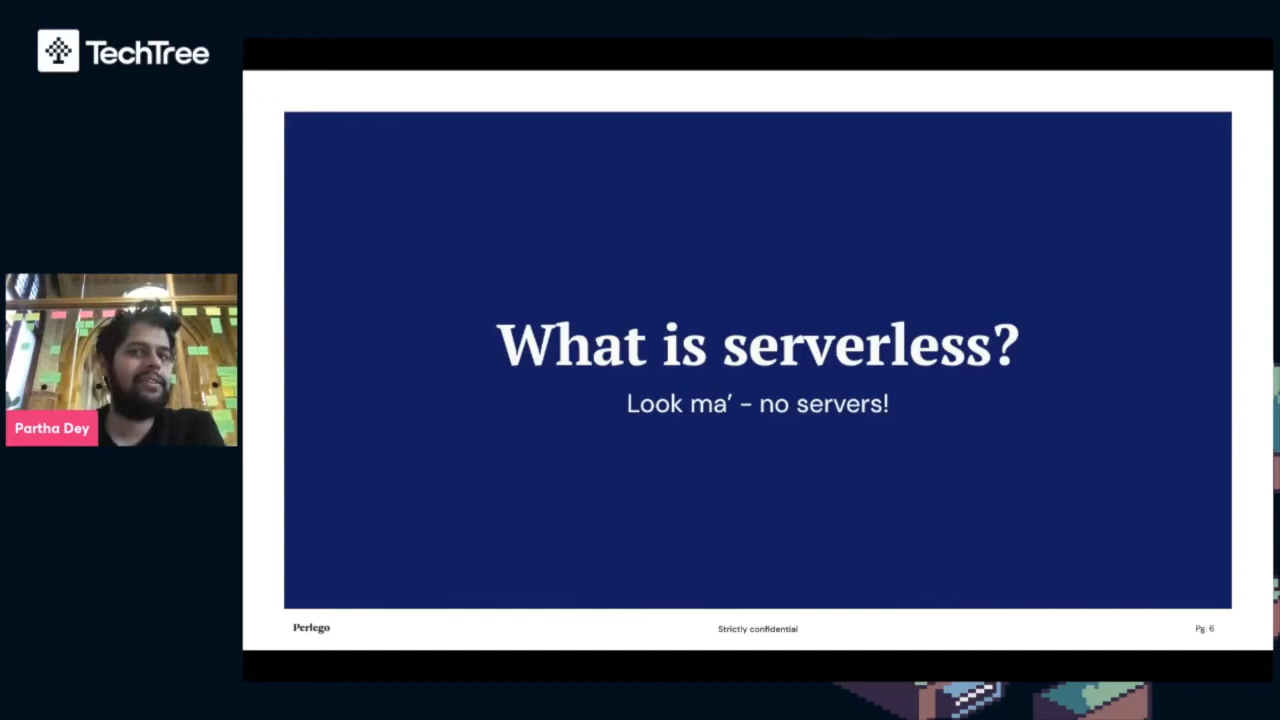 TechTree
What is serverless?
Look ma’ - no servers!
Partha Dey
Perlego
Strictly confidential
Pg. 6